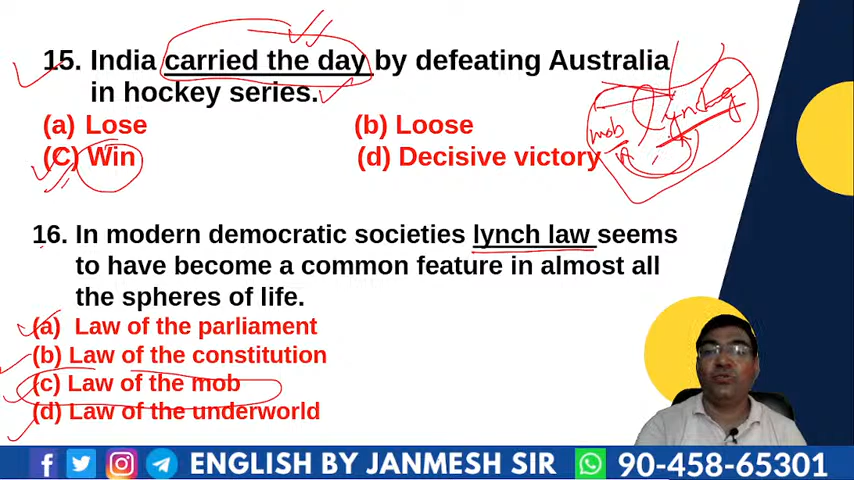 15. India carried the day by defeating Australia
in hockey series.
(a) Lose
(b) Loose
(C) Win
(d) Decisive victory
mob
Lynching
16. In modern democratic societies lynch law seems
to have become a common feature in almost all
the spheres of life.
(a) Law of the parliament
(b) Law of the constitution
(c) Law of the mob
(d) Law of the underworld
ENGLISH BY JANMESH SIR
90-458-65301